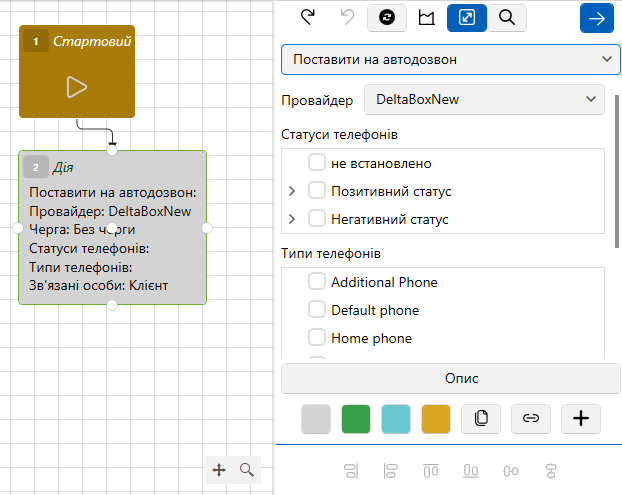 1 Стартовий
2 Дія
Поставити на автодозвон:
Провайдер: DeltaBoxNew
Черга: Без черги
Статуси телефонів:
Типи телефонів:
Зв'язані особи: Клієнт
Поставити на автодозвон
Провайдер DeltaBoxNew
Статуси телефонів
не встановлено
Позитивний статус
Негативний статус
Типи телефонів
Additional Phone
Default phone
Home phone
Опис